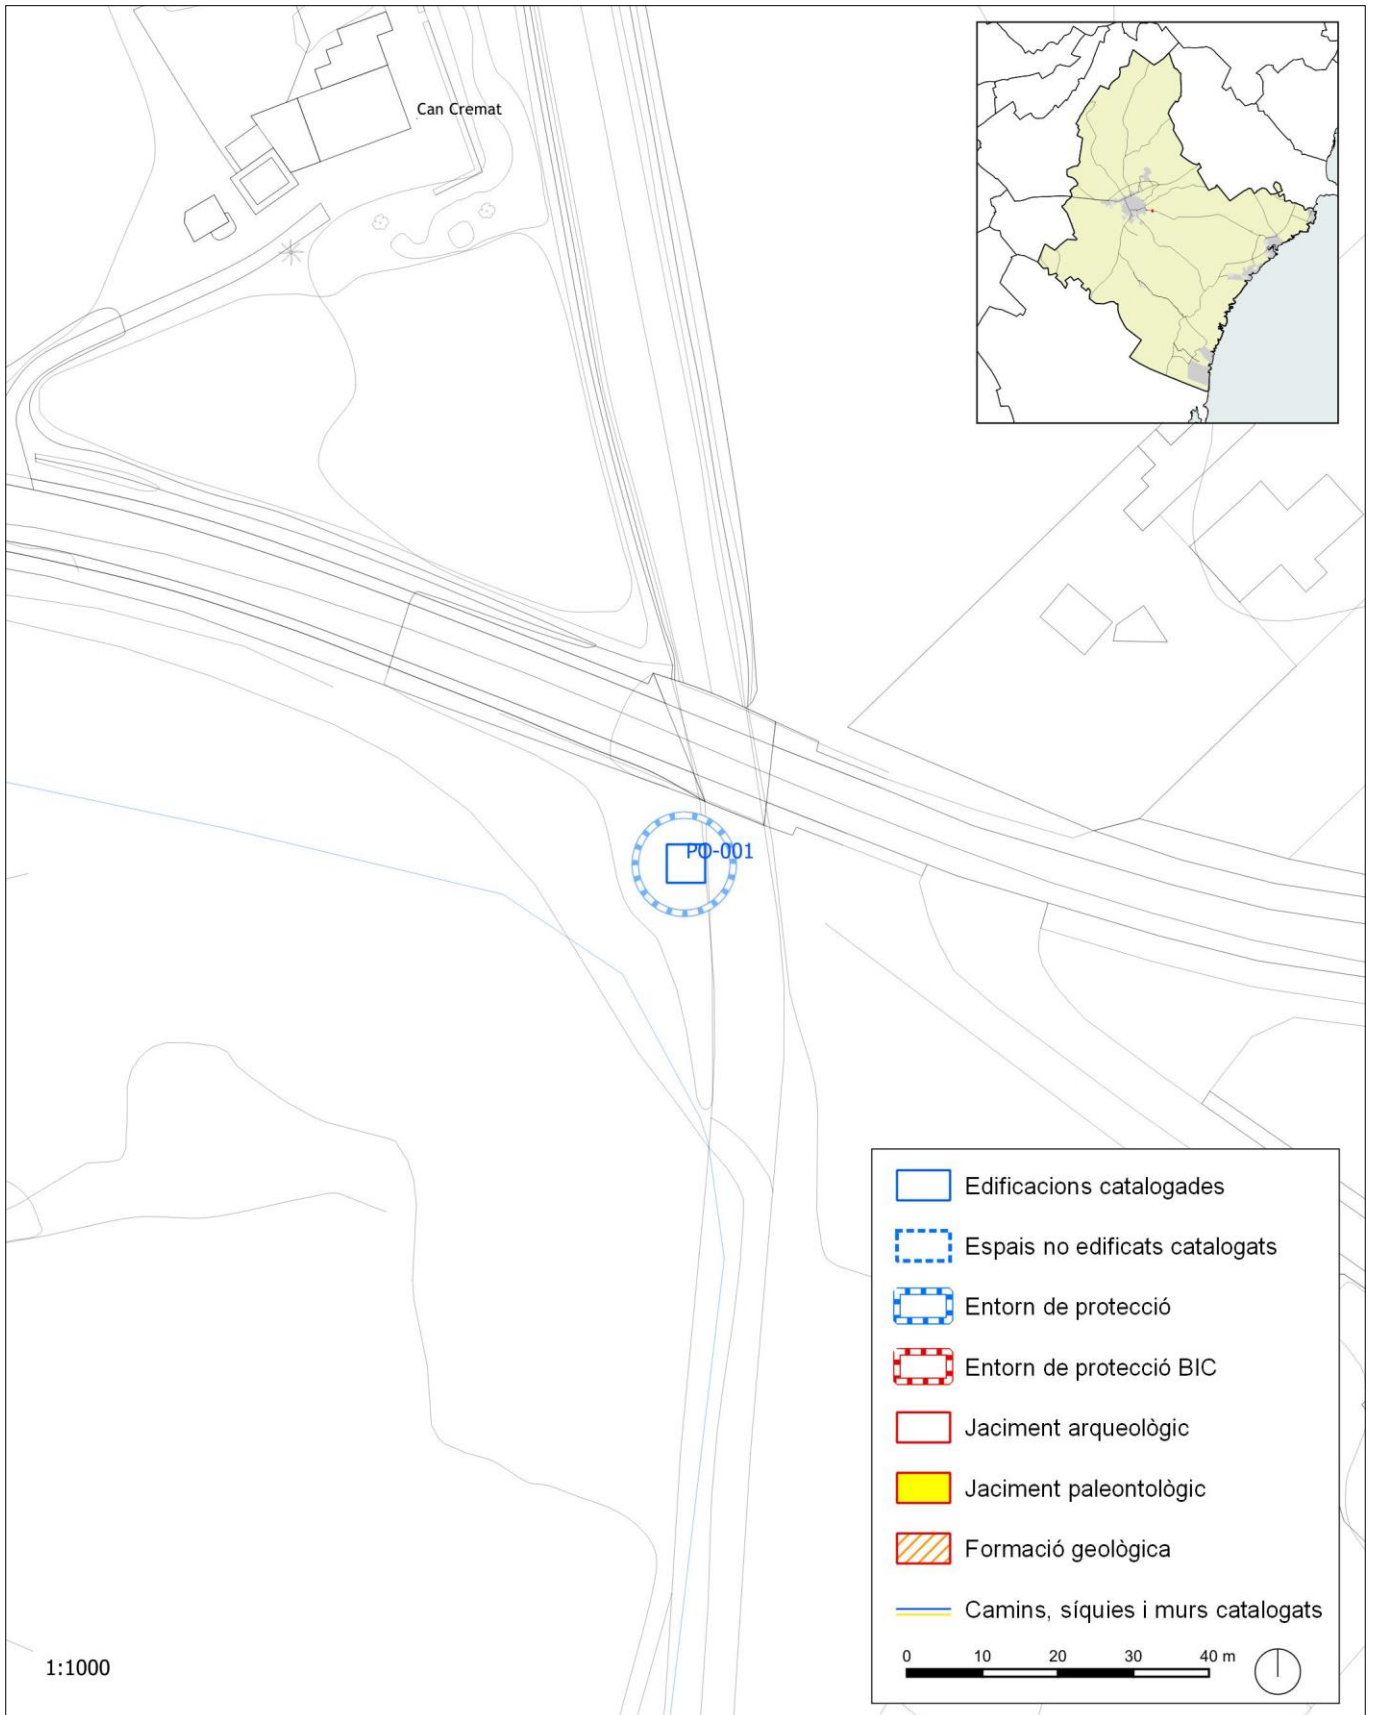 Can Cremat
PO-001
Edificacions catalogades
Espais no edificats catalogats
Entorn de protecció
Entorn de protecció BIC
Jaciment arqueològic
Jaciment paleontològic
Formació geològica
Camins, síquies i murs catalogats
0 10 20 30 40 m
1:1000